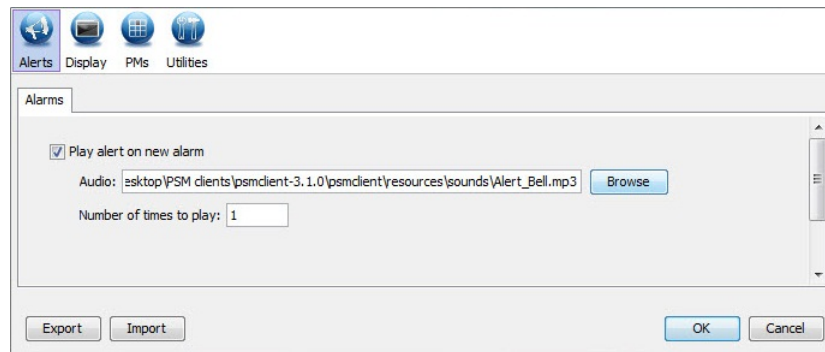 Alerts Display PMs Utilities
Alarms
Play alert on new alarm
Audio: esktop\PSM clients\psmclient-3.1.0\psmclient\resources\sounds\Alert_Bell.mp3 Browse
Number of times to play: 1
Export Import OK Cancel